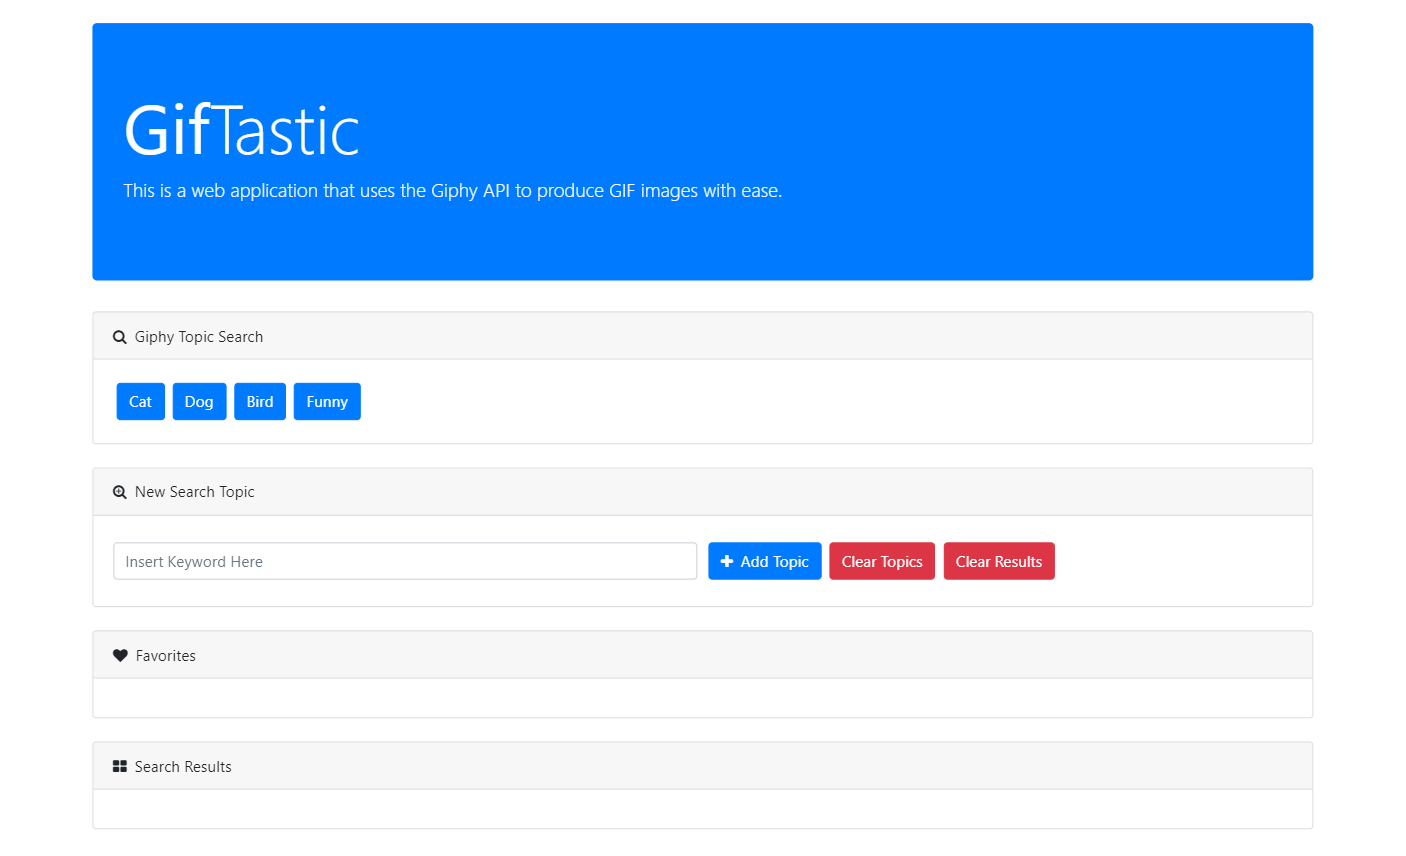 GifTastic
This is a web application that uses the Giphy API to produce GIF images with ease.
Giphy Topic Search
Cat Dog Bird Funny
New Search Topic
Insert Keyword Here Add Topic Clear Topics Clear Results
Favorites
Search Results